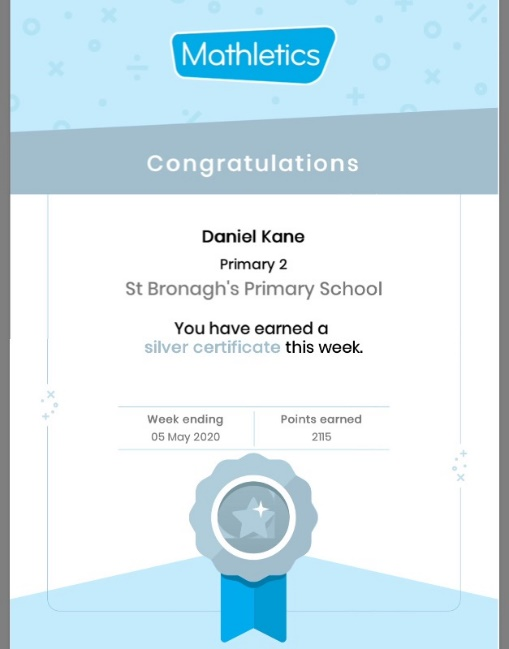 Mathletics
Congratulations
Daniel Kane
Primary 2
St Bronagh's Primary School
You have earned a
silver certificate this week.
Week ending
Points earned
05 May 2020
2115